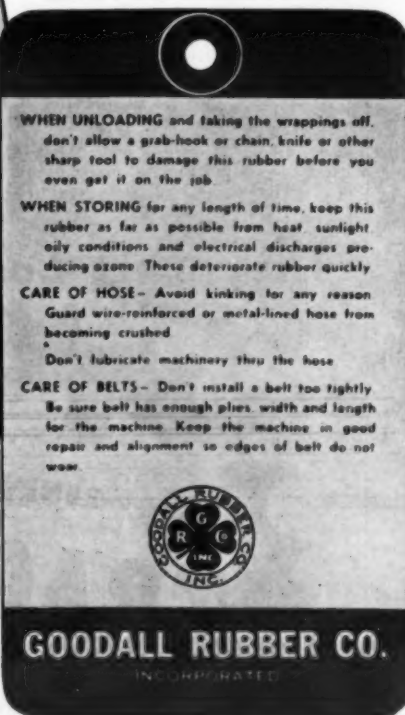 WHEN UNLOADING and taking the wrappings off,
don't allow a grab-hook or chain, knife or other
sharp tool to damage this rubber before you
even get it on the job
WHEN STORING for any length of time, keep this
rubber as far as possible from heat, sunlight,
oily conditions and electrical discharges pro-
ducing ozone. These deteriorate rubber quickly
CARE OF HOSE- Avoid kinking for any reason
Guard wire-reinforced or metal-lined hose from
becoming crushed
Don't lubricate machinery thru the hose
CARE OF BELTS- Don't install a belt too tightly
Be sure belt has enough plies, width and length
for the machine. Keep the machine in good
repair and alignment so edges of belt do not
wear.
GOODALL RUBBER CO.
G
R Co
INC
INC.
GOODALL RUBBER CO.
INCORPORATED